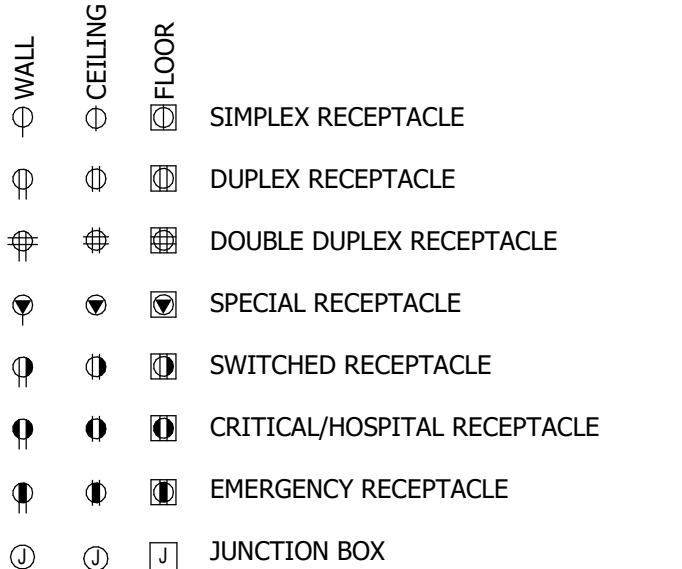 WALL CEILING FLOOR
SIMPLEX RECEPTACLE
DUPLEX RECEPTACLE
DOUBLE DUPLEX RECEPTACLE
SPECIAL RECEPTACLE
SWITCHED RECEPTACLE
CRITICAL/HOSPITAL RECEPTACLE
EMERGENCY RECEPTACLE
J J J JUNCTION BOX